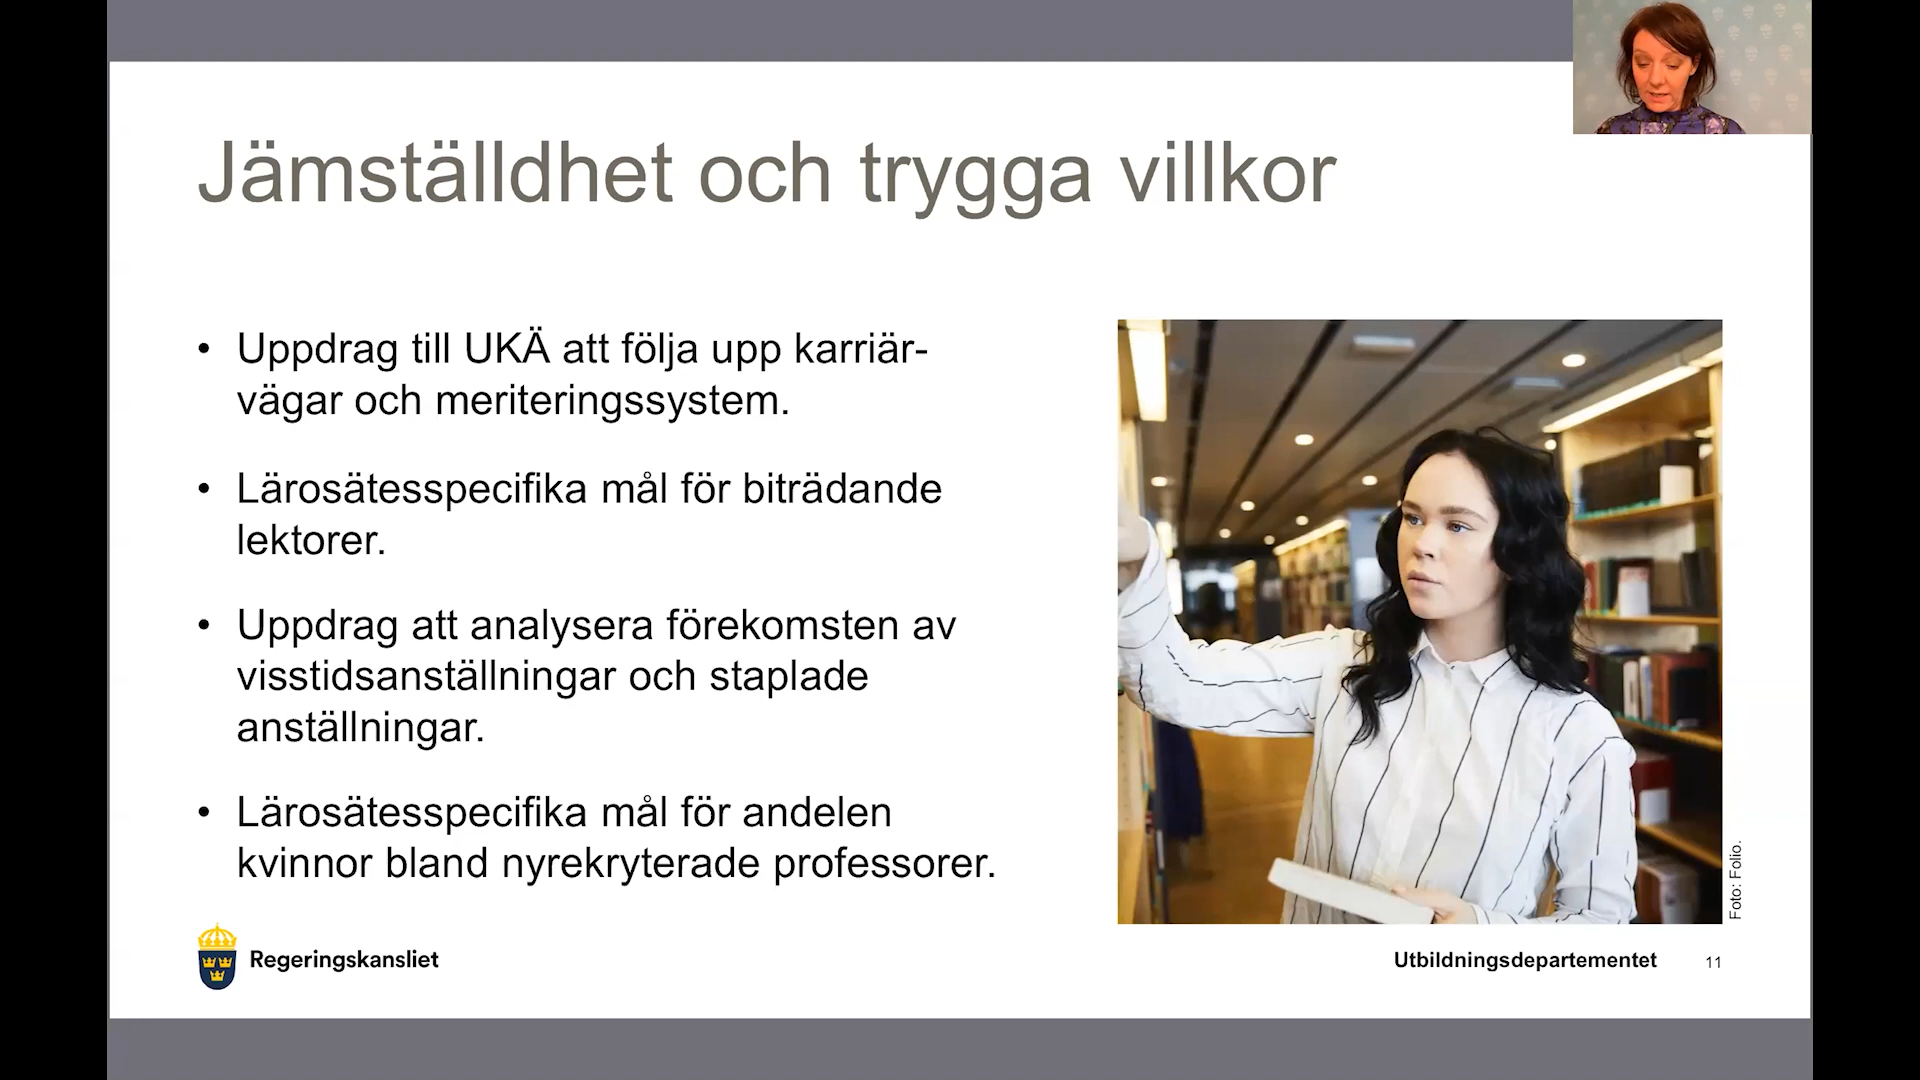 Jämställdhet och trygga villkor
• Uppdrag till UKÄ att följa upp karriär-
vägar och meriteringssystem.
• Lärosätesspecifika mål för biträdande
lektorer.
• Uppdrag att analysera förekomsten av
visstidsanställningar och staplade
anställningar.
• Lärosätesspecifika mål för andelen
kvinnor bland nyrekryterade professorer.
Foto: Folio.
Regeringskansliet
Utbildningsdepartementet 11